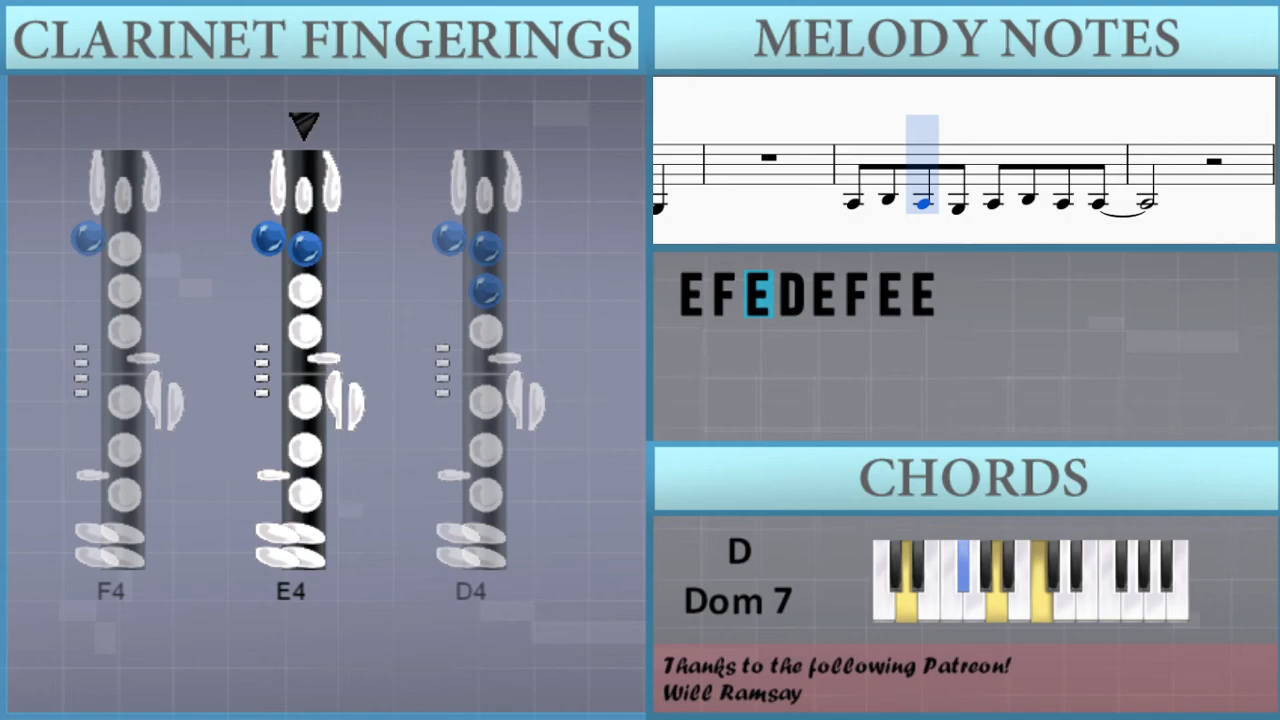 CLARINET FINGERINGS
F4
E4
D4
MELODY NOTES
EFEDEFEE
CHORDS
D
Dom 7
Thanks to the following Patreon!
Will Ramsay